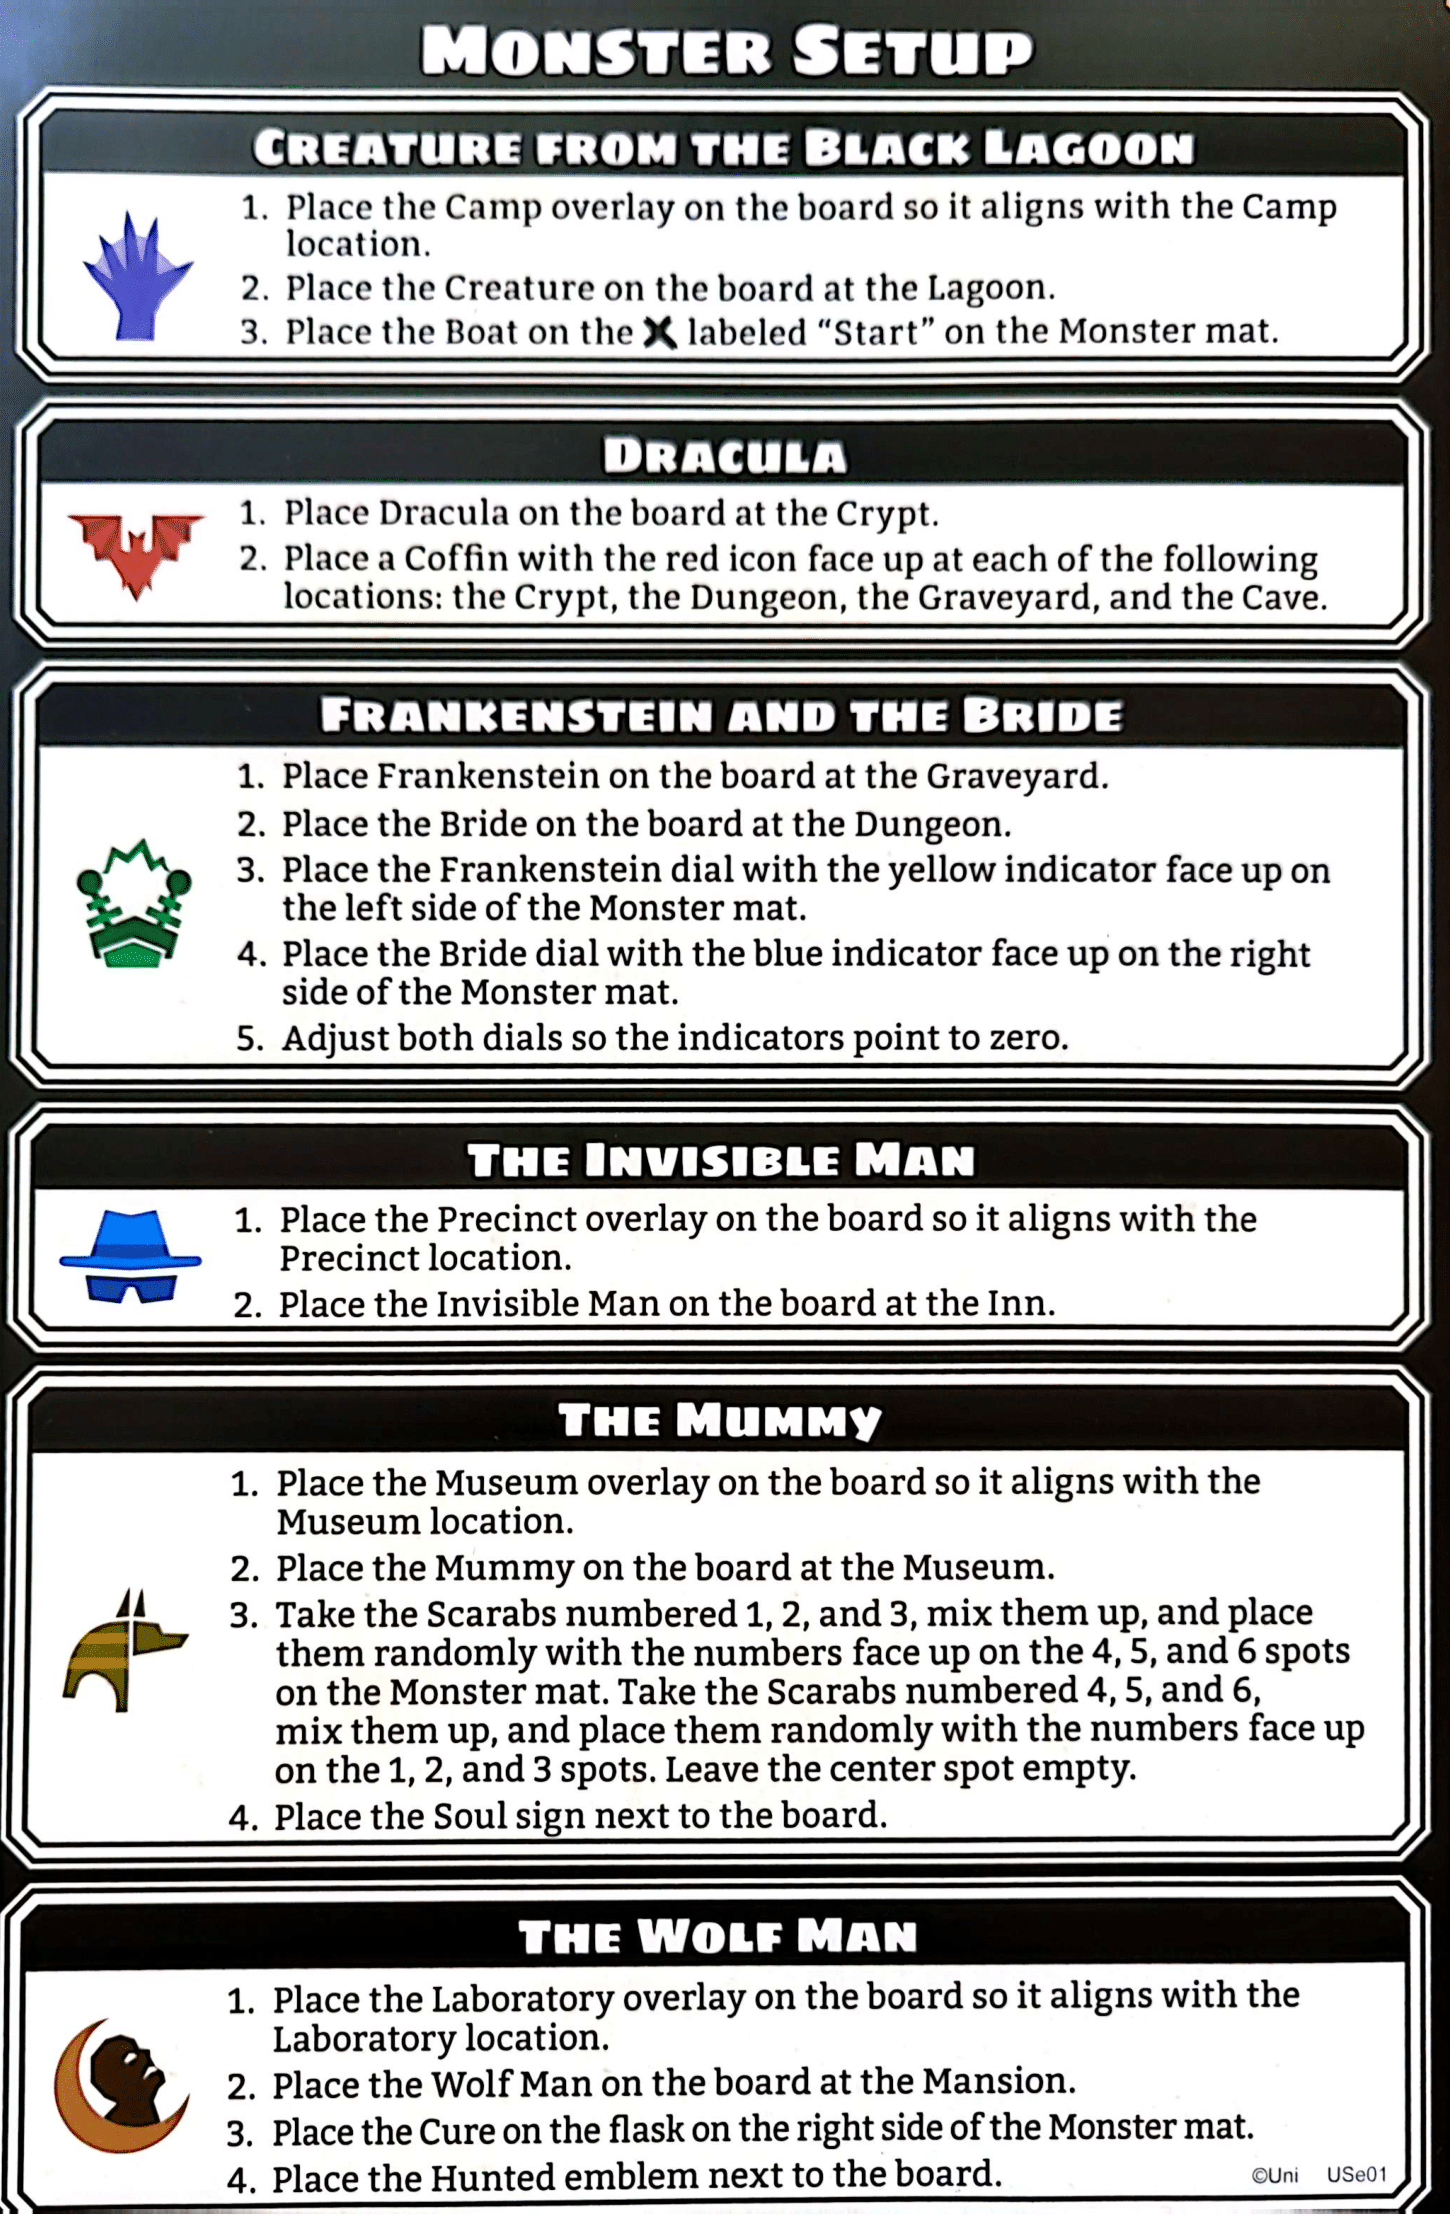 MONSTER SETUP
CREATURE FROM THE BLACK LAGOON
1. Place the Camp overlay on the board so it aligns with the Camp
location.
2. Place the Creature on the board at the Lagoon.
3. Place the Boat on the X labeled “Start” on the Monster mat.
DRACULA
1. Place Dracula on the board at the Crypt.
2. Place a Coffin with the red icon face up at each of the following
locations: the Crypt, the Dungeon, the Graveyard, and the Cave.
FRANKENSTEIN AND THE BRIDE
1. Place Frankenstein on the board at the Graveyard.
2. Place the Bride on the board at the Dungeon.
3. Place the Frankenstein dial with the yellow indicator face up on
the left side of the Monster mat.
4. Place the Bride dial with the blue indicator face up on the right
side of the Monster mat.
5. Adjust both dials so the indicators point to zero.
THE INVISIBLE MAN
1. Place the Precinct overlay on the board so it aligns with the
Precinct location.
2. Place the Invisible Man on the board at the Inn.
THE MUMMY
1. Place the Museum overlay on the board so it aligns with the
Museum location.
2. Place the Mummy on the board at the Museum.
3. Take the Scarabs numbered 1, 2, and 3, mix them up, and place
them randomly with the numbers face up on the 4, 5, and 6 spots
on the Monster mat. Take the Scarabs numbered 4, 5, and 6,
mix them up, and place them randomly with the numbers face up
on the 1, 2, and 3 spots. Leave the center spot empty.
4. Place the Soul sign next to the board.
THE WOLF MAN
1. Place the Laboratory overlay on the board so it aligns with the
Laboratory location.
2. Place the Wolf Man on the board at the Mansion.
3. Place the Cure on the flask on the right side of the Monster mat.
4. Place the Hunted emblem next to the board.
©Uni USe01